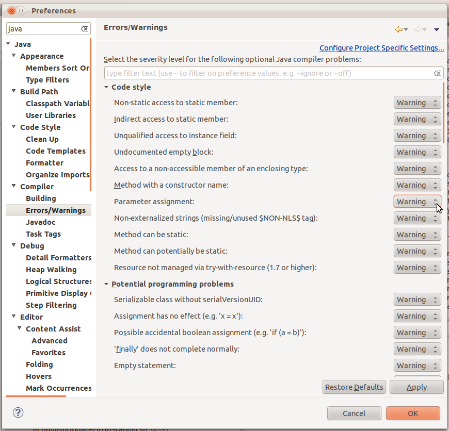 Preferences
java
Errors/Warnings
Java
Appearance
Members Sort Or
Type Filters
Build Path
Classpath Variabl
User Libraries
Code Style
Clean Up
Code Templates
Formatter
Organize Imports
Compiler
Building
Errors/Warnings
Javadoc
Task Tags
Debug
Detail Formatters
Heap Walking
Logical Structures
Primitive Display
Step Filtering
Editor
Content Assist
Advanced
Favorites
Folding
Hovers
Mark Occurrences
Configure Project Specific Settings...
Select the severity level for the following optional Java compiler problems:
type filter text (use ~ to filter on preference values, e.g. ~ignore or ~off)
Code style
Non-static access to static member: Warning
Indirect access to static member: Warning
Unqualified access to instance field: Warning
Undocumented empty block: Warning
Access to a non-accessible member of an enclosing type: Warning
Method with a constructor name: Warning
Parameter assignment: Warning
Non-externalized strings (missing/unused $NON-NLS$ tag): Warning
Method can be static: Warning
Method can potentially be static: Warning
Resource not managed via try-with-resource (1.7 or higher): Warning
Potential programming problems
Serializable class without serialVersionUID: Warning
Assignment has no effect (e.g. 'x = x'): Warning
Possible accidental boolean assignment (e.g. 'if (a = b)'): Warning
'finally' does not complete normally: Warning
Empty statement: Warning
Restore Defaults Apply
Cancel OK